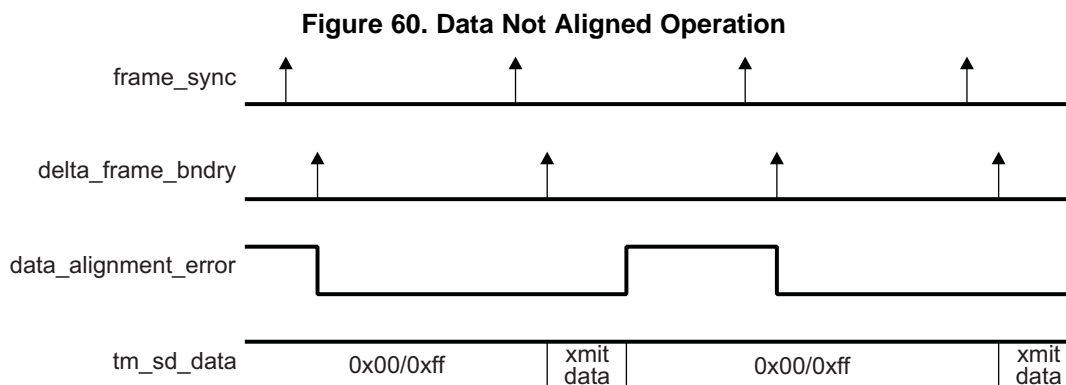 Figure 60. Data Not Aligned Operation
frame_sync
delta_frame_bndry
data_alignment_error
tm_sd_data
0x00/0xff
xmit
data
0x00/0xff
xmit
data